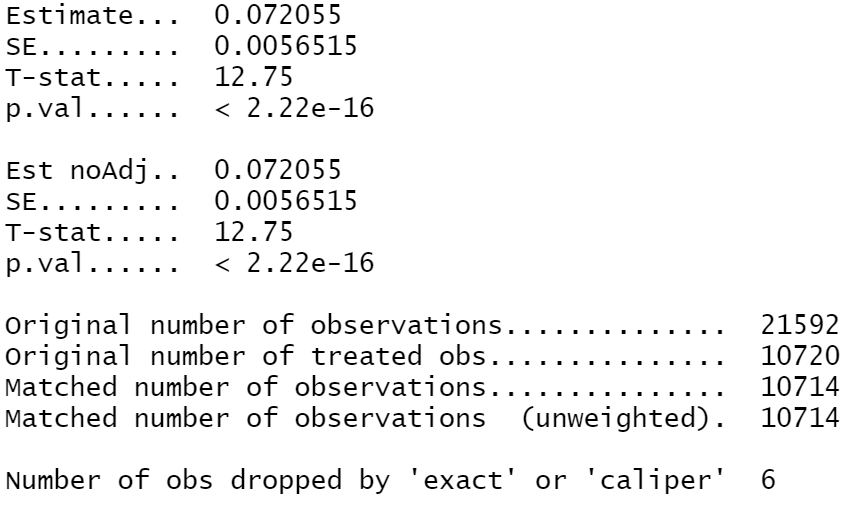 Estimate...  0.072055
SE.........  0.0056515
T-stat.....  12.75
p.val......  < 2.22e-16

Est noAdj..  0.072055
SE.........  0.0056515
T-stat.....  12.75
p.val......  < 2.22e-16

Original number of observations..............  21592
Original number of treated obs...............  10720
Matched number of observations...............  10714
Matched number of observations  (unweighted).  10714

Number of obs dropped by 'exact' or 'caliper'  6